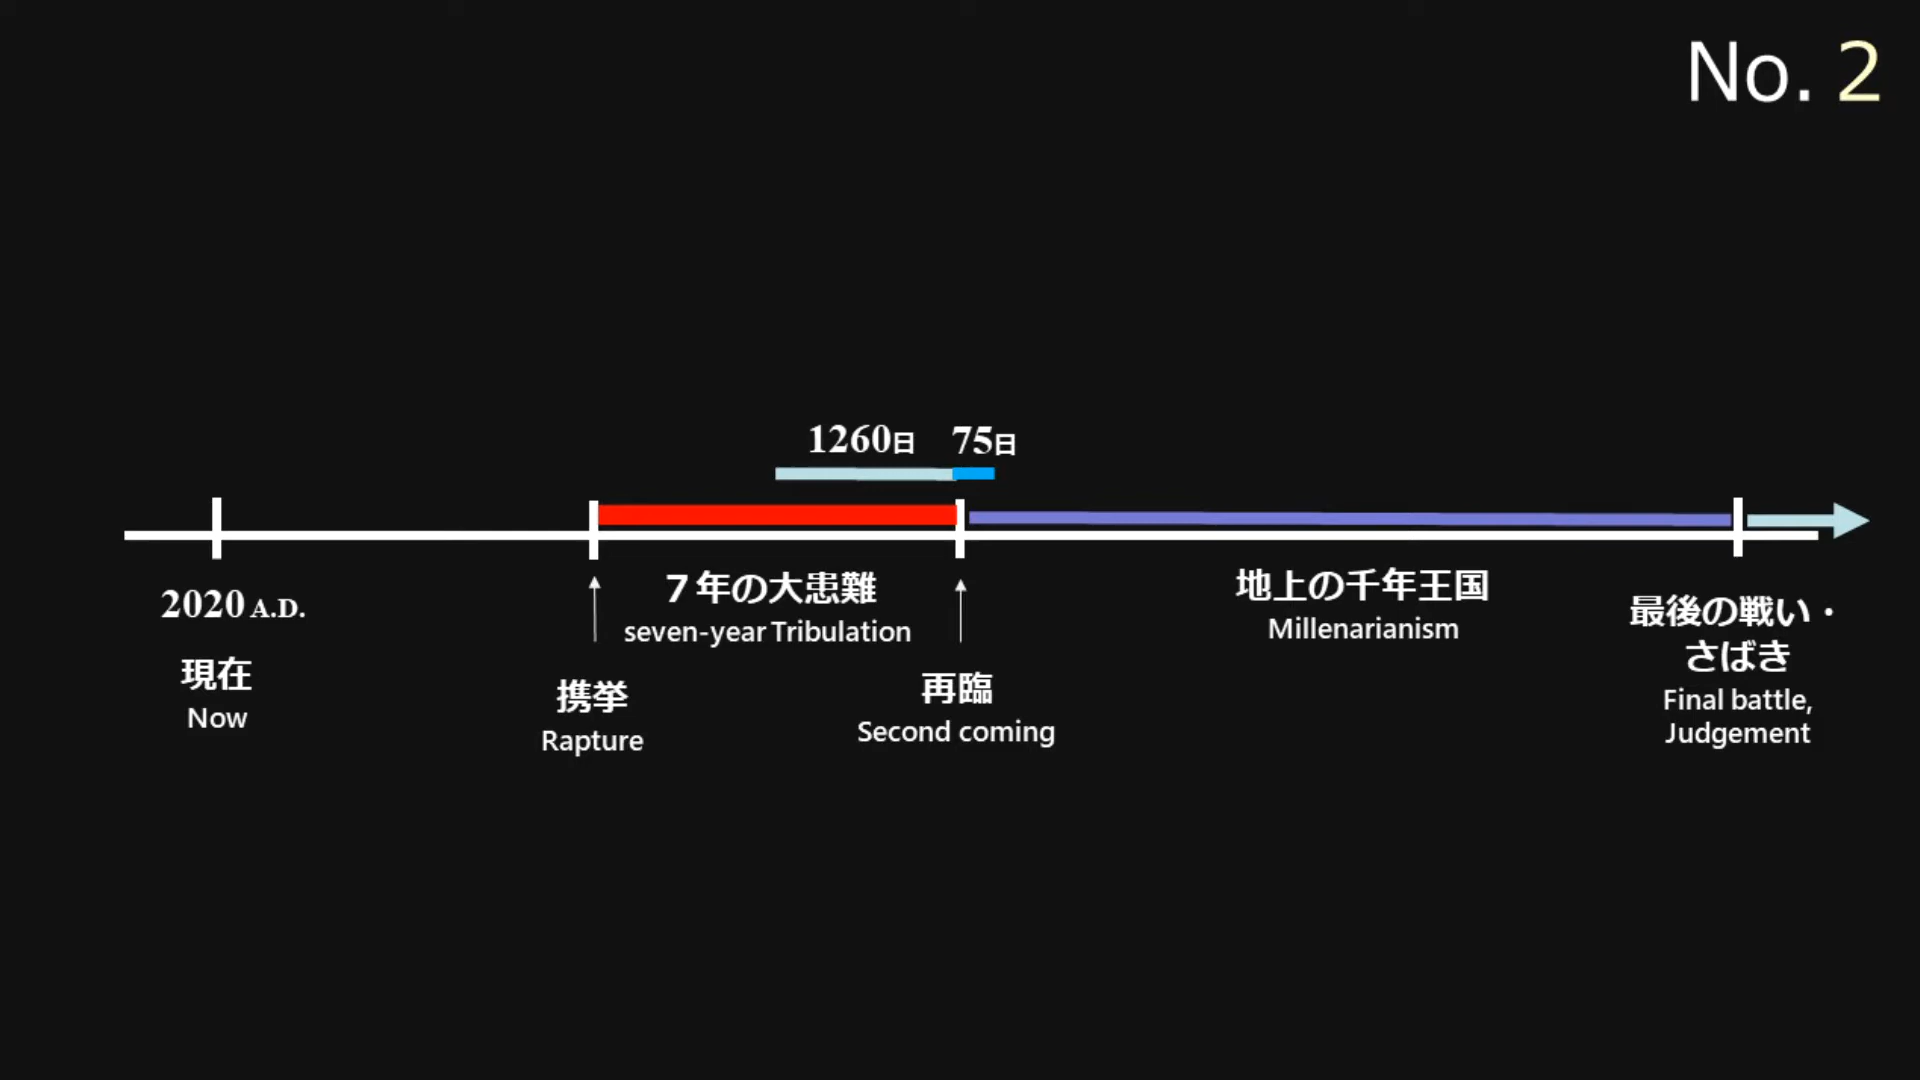 No. 2
1260日 75日
2020 A.D.
現在
Now
携挙
Rapture
７年の大患難
seven-year Tribulation
再臨
Second coming
地上の千年王国
Millenarianism
最後の戦い・
さばき
Final battle,
Judgement